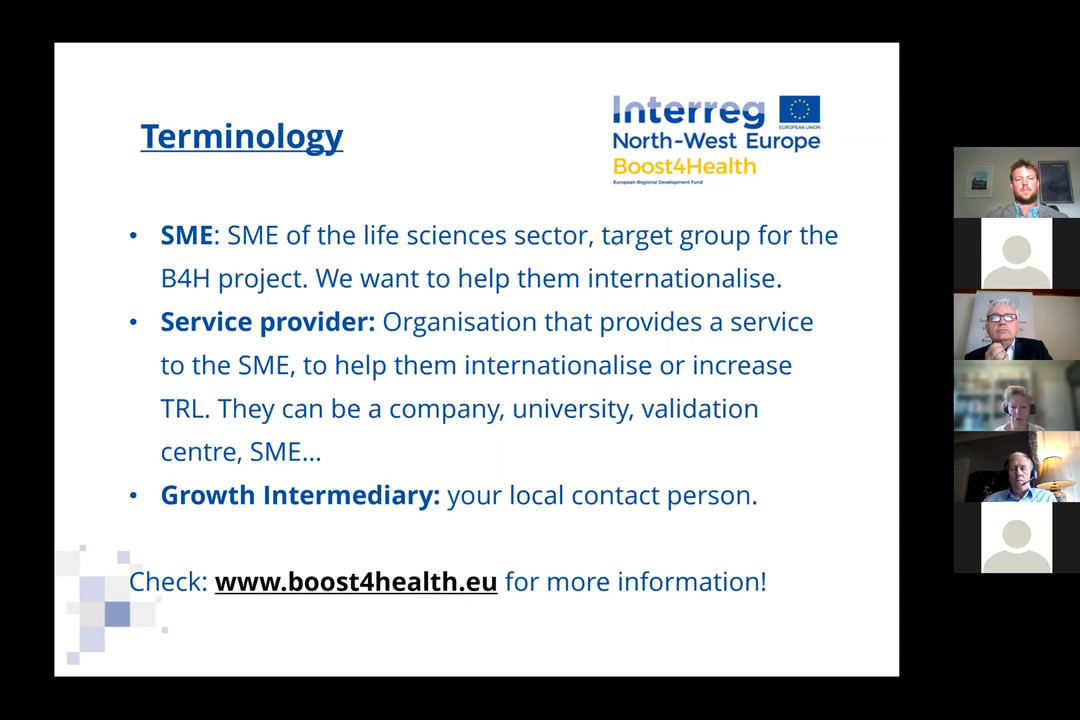 Terminology
Interreg
EUROPEAN UNION
North-West Europe
Boost4Health
European Regional Development Fund
• SME: SME of the life sciences sector, target group for the
B4H project. We want to help them internationalise.
• Service provider: Organisation that provides a service
to the SME, to help them internationalise or increase
TRL. They can be a company, university, validation
centre, SME...
• Growth Intermediary: your local contact person.
Check: www.boost4health.eu for more information!